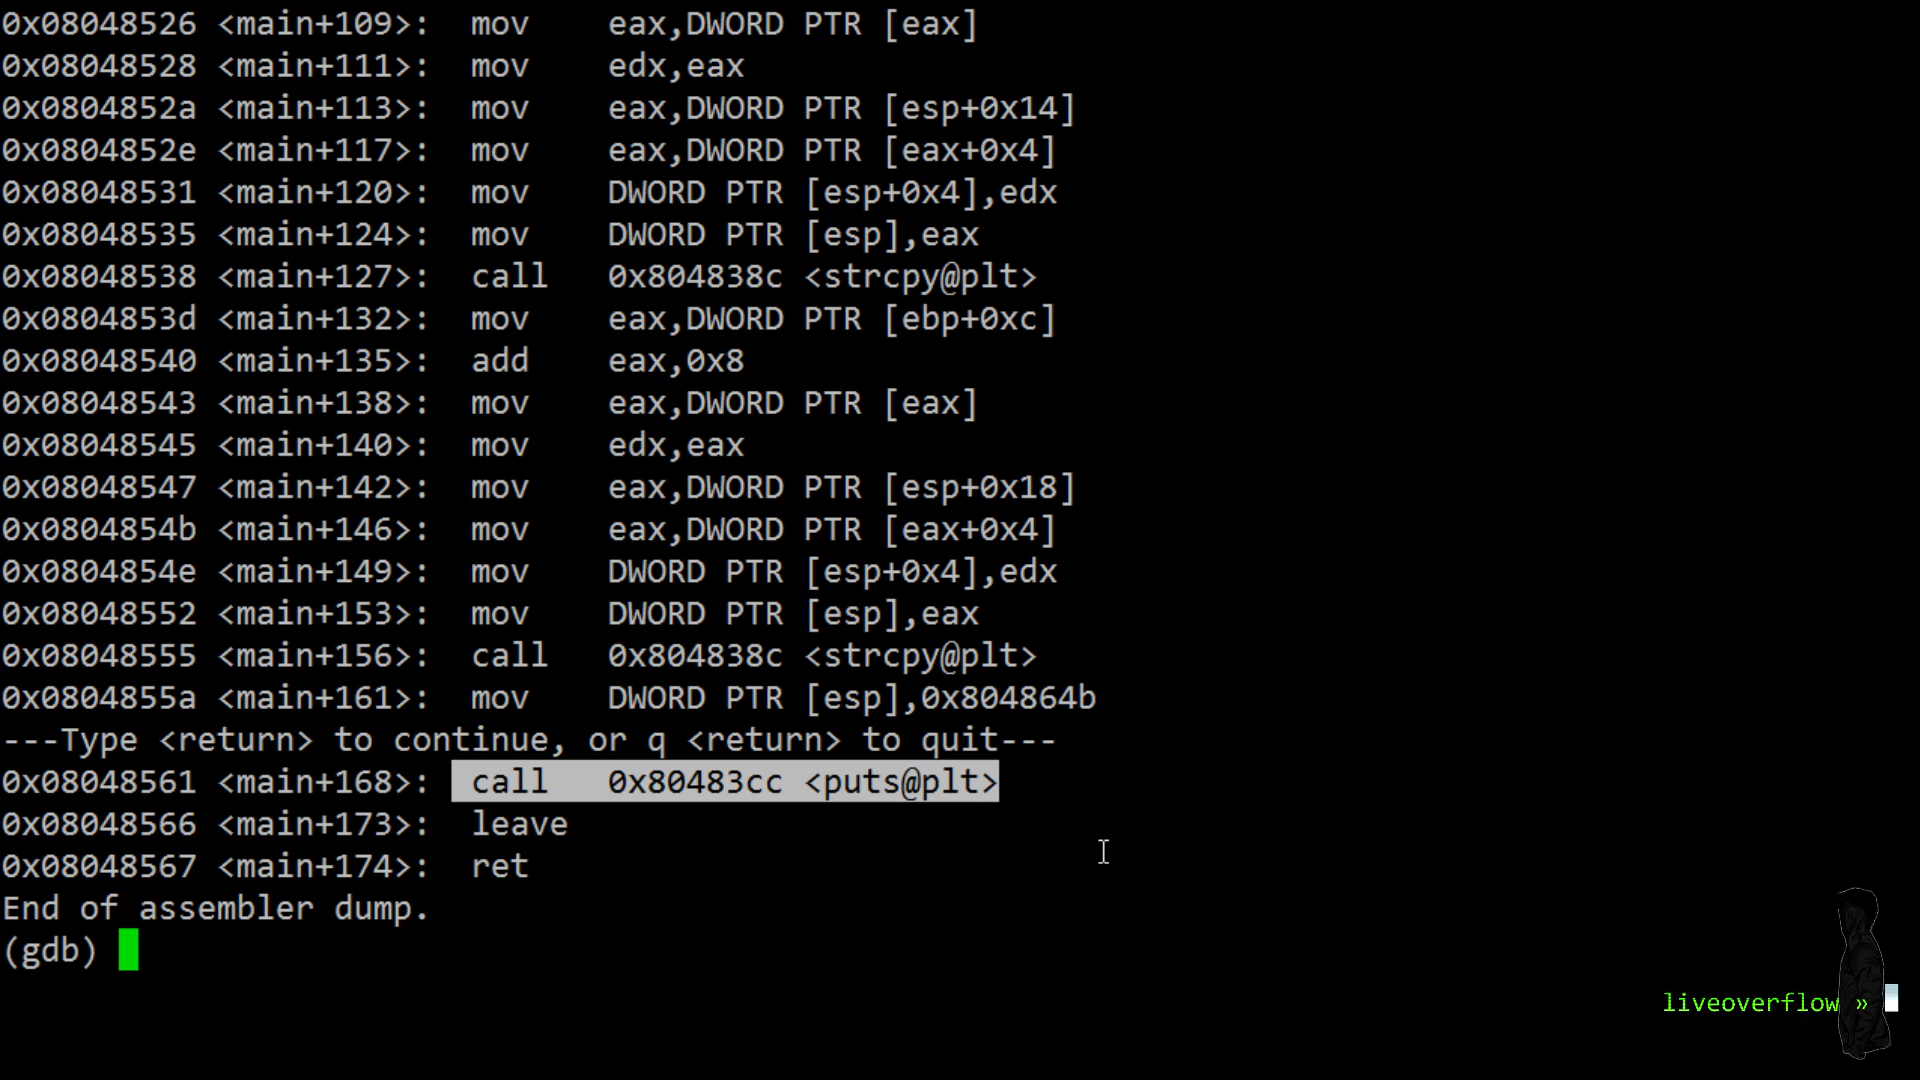 0x08048526 <main+109>: mov eax,DWORD PTR [eax]
0x08048528 <main+111>: mov edx,eax
0x0804852a <main+113>: mov eax,DWORD PTR [esp+0x14]
0x0804852e <main+117>: mov eax,DWORD PTR [eax+0x4]
0x08048531 <main+120>: mov DWORD PTR [esp+0x4],edx
0x08048535 <main+124>: mov DWORD PTR [esp],eax
0x08048538 <main+127>: call 0x804838c <strcpy@plt>
0x0804853d <main+132>: mov eax,DWORD PTR [ebp+0xc]
0x08048540 <main+135>: add eax,0x8
0x08048543 <main+138>: mov eax,DWORD PTR [eax]
0x08048545 <main+140>: mov edx,eax
0x08048547 <main+142>: mov eax,DWORD PTR [esp+0x18]
0x0804854b <main+146>: mov eax,DWORD PTR [eax+0x4]
0x0804854e <main+149>: mov DWORD PTR [esp+0x4],edx
0x08048552 <main+153>: mov DWORD PTR [esp],eax
0x08048555 <main+156>: call 0x804838c <strcpy@plt>
0x0804855a <main+161>: mov DWORD PTR [esp],0x804864b
---Type <return> to continue, or q <return> to quit---
0x08048561 <main+168>: call 0x80483cc <puts@plt>
0x08048566 <main+173>: leave
0x08048567 <main+174>: ret
End of assembler dump.
(gdb)
liveoverflow »